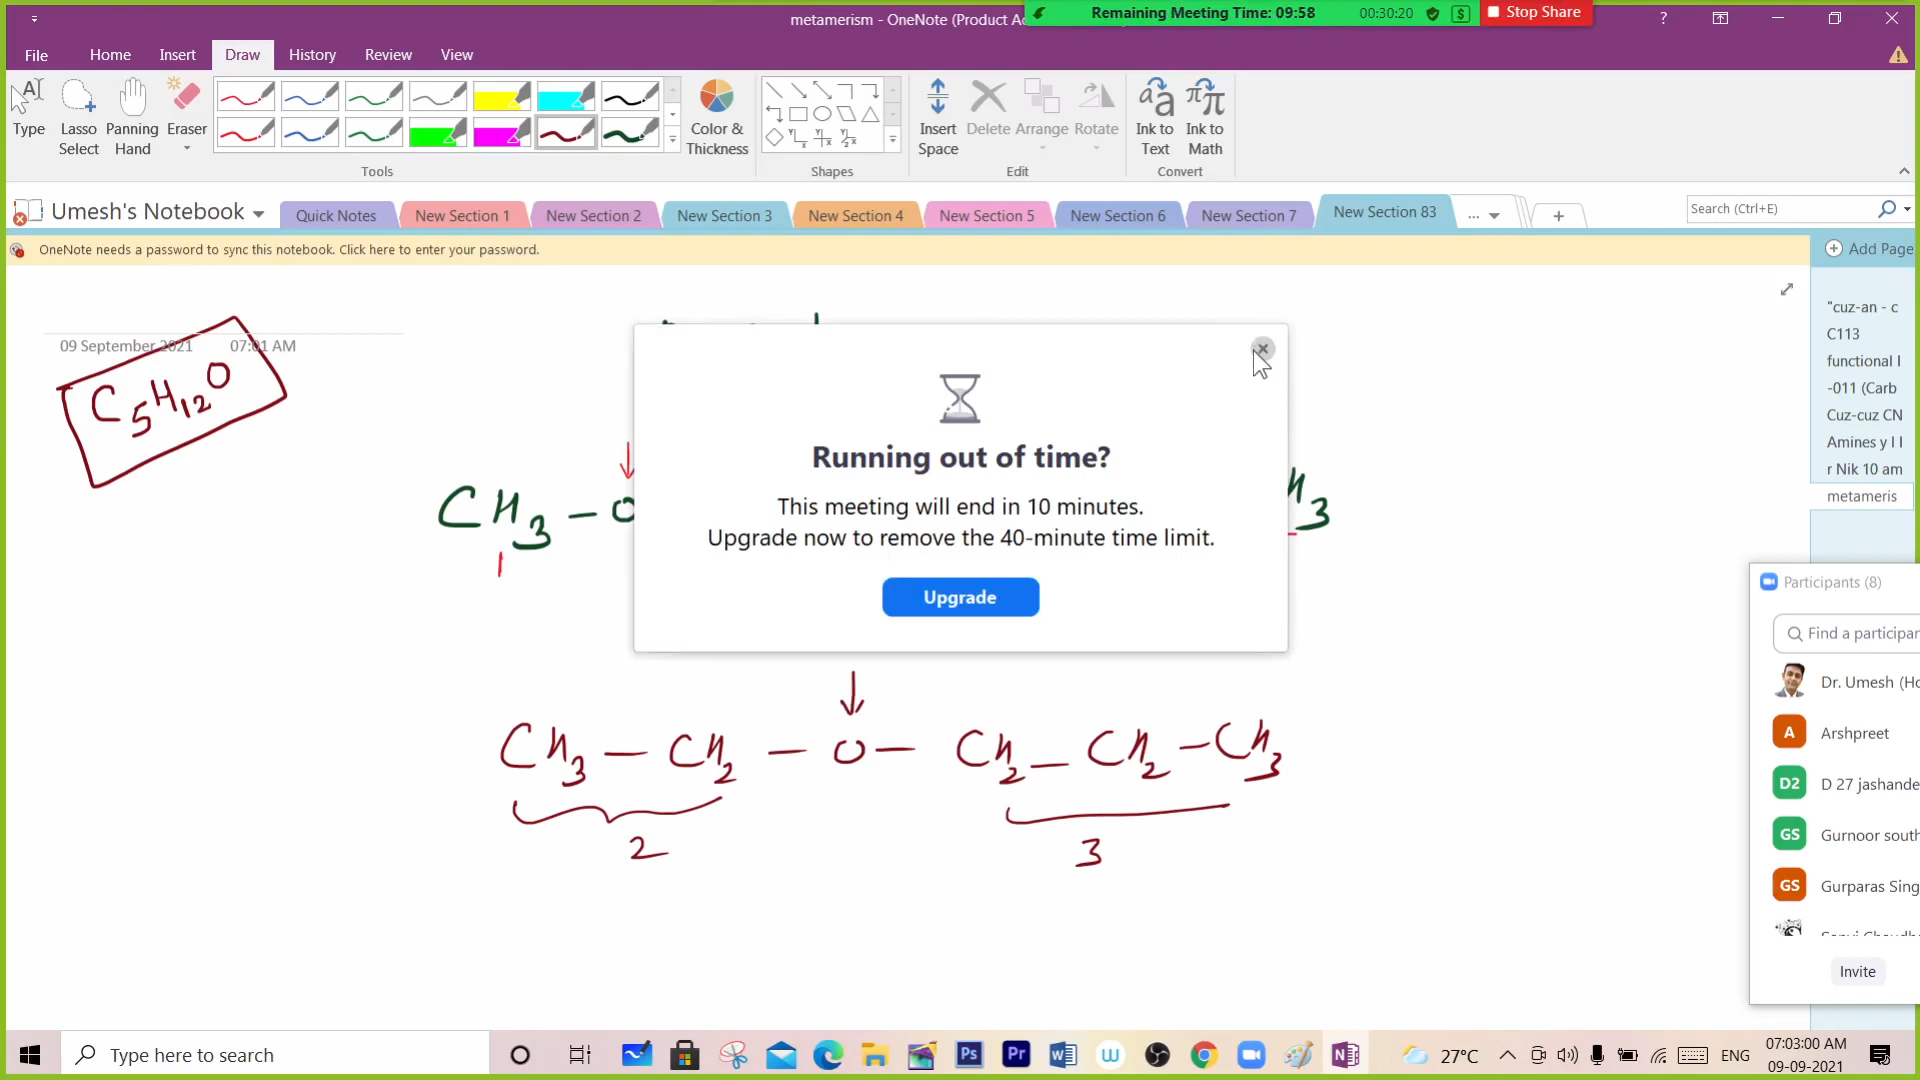 metamerism - OneNote (Product Ac
Remaining Meeting Time: 09:58
00:30:20
Stop Share
File
Home
Insert
Draw
History
Review
View
Type
Lasso Select
Panning Hand
Eraser
Color & Thickness
Insert Space
Delete
Arrange
Rotate
Ink to Text
Ink to Math
Tools
Shapes
Edit
Convert
Umesh's Notebook
Quick Notes
New Section 1
New Section 2
New Section 3
New Section 4
New Section 5
New Section 6
New Section 7
New Section 83
...
Search (Ctrl+E)
OneNote needs a password to sync this notebook. Click here to enter your password.
Add Page
"cuz-an - c
C113
functional I
-011 (Carb
Cuz-cuz CN
Amines y I I
r Nik 10 am
metameris
09 September 2021 07:01 AM
C5H12O
Running out of time?
This meeting will end in 10 minutes.
Upgrade now to remove the 40-minute time limit.
Upgrade
CH3 - O
H3
1
CH3 - CH2 - O - CH2 - CH2 - CH3
2
3
Participants (8)
Find a participan
Dr. Umesh (Ho
A Arshpreet
D2 D 27 jashande
GS Gurnoor south
GS Gurparas Sing
Invite
Type here to search
Ps
Pr
27°C
ENG
07:03:00 AM
09-09-2021